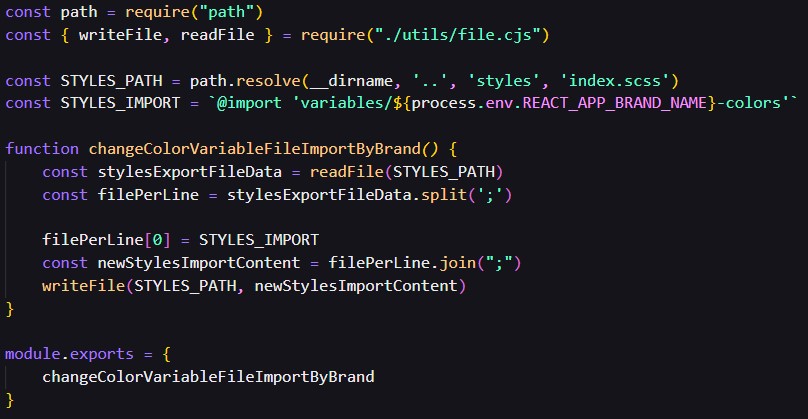 const path = require("path")
const { writeFile, readFile } = require("./utils/file.cjs")

const STYLES_PATH = path.resolve(__dirname, '..', 'styles', 'index.scss')
const STYLES_IMPORT = `@import 'variables/${process.env.REACT_APP_BRAND_NAME}-colors'`

function changeColorVariableFileImportByBrand() {
    const stylesExportFileData = readFile(STYLES_PATH)
    const filePerLine = stylesExportFileData.split(';')

    filePerLine[0] = STYLES_IMPORT
    const newStylesImportContent = filePerLine.join(";")
    writeFile(STYLES_PATH, newStylesImportContent)
}

module.exports = {
    changeColorVariableFileImportByBrand
}